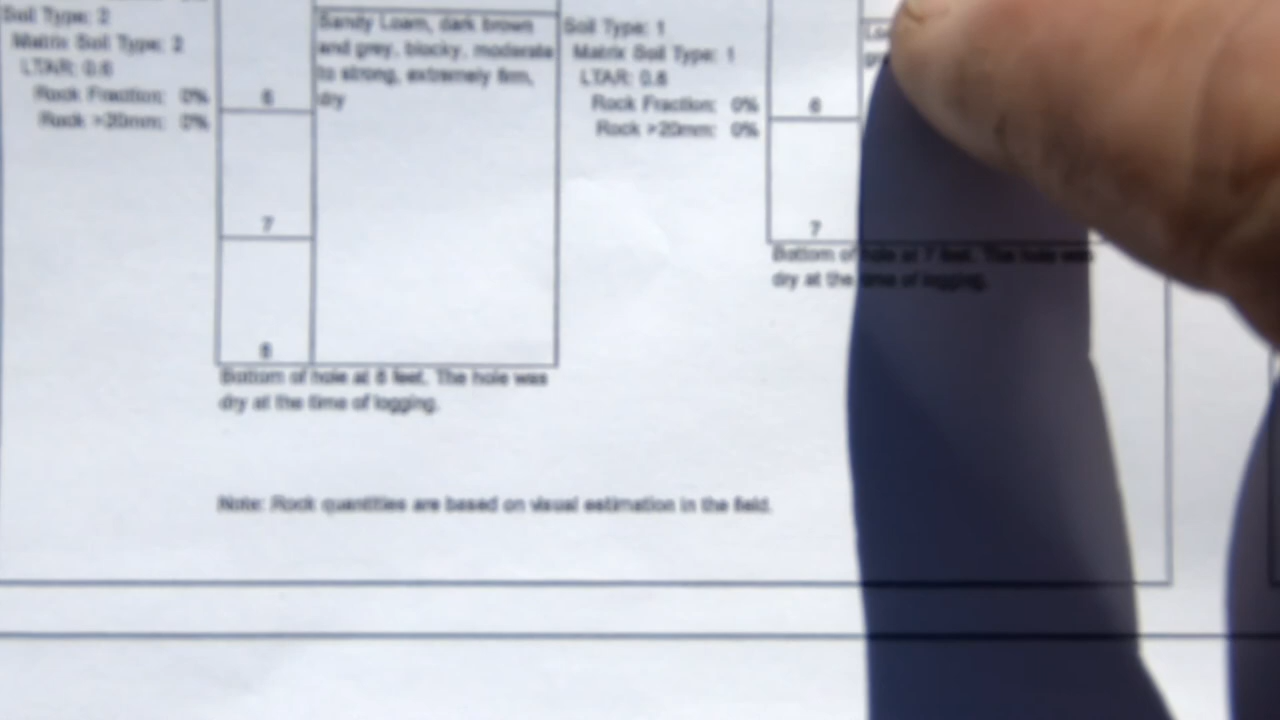 Soil Type: 2
Matrix Soil Type: 2
LTAR: 0.6
Rock Fraction: 0%
Rock >20mm: 0%
6
7
8
Sandy Loam, dark brown
and grey, blocky, moderate
to strong, extremely firm,
dry
Bottom of hole at 8 feet. The hole was
dry at the time of logging.
Soil Type: 1
Matrix Soil Type: 1
LTAR: 0.8
Rock Fraction: 0%
Rock >20mm: 0%
6
7
Bottom of hole at 7 feet. The hole was
dry at the time of logging.
Note: Rock quantities are based on visual estimation in the field.